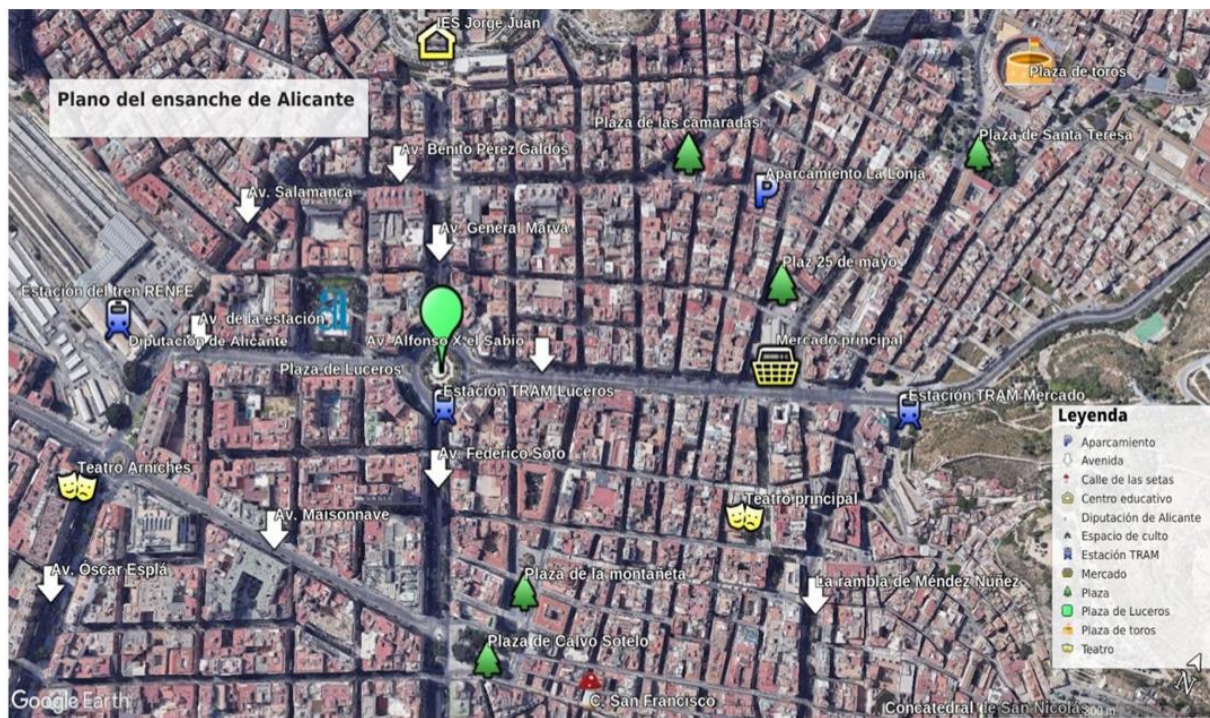 IES Jorge Juan
Plaza de toros
Plano del ensanche de Alicante
Plaza de las camaradas
Plaza de Santa Teresa
Av. Benito Pérez Galdós
Aparcamiento La Lonja
P
Av. Salamanca
Av. General Marva
Plaz 25 de mayo
Estación del tren RENFE
Av. de la estación
Diputación de Alicante
Av. Alfonso X el Sabio
Mercado principal
Plaza de Luceros
Estación TRAM Luceros
Estación TRAM Mercado
Av. Federico Soto
Teatro Arniches
Teatro principal
Av. Maisonnave
Av. Óscar Esplá
Plaza de la montañeta
La rambla de Méndez Nuñez
Plaza de Calvo Sotelo
C. San Francisco
Concatedral de San Nicolás
Leyenda
P Aparcamiento
Avenida
Calle de las setas
Centro educativo
Diputación de Alicante
Espacio de culto
Estación TRAM
Mercado
Plaza
Plaza de Luceros
Plaza de toros
Teatro
N
Google Earth